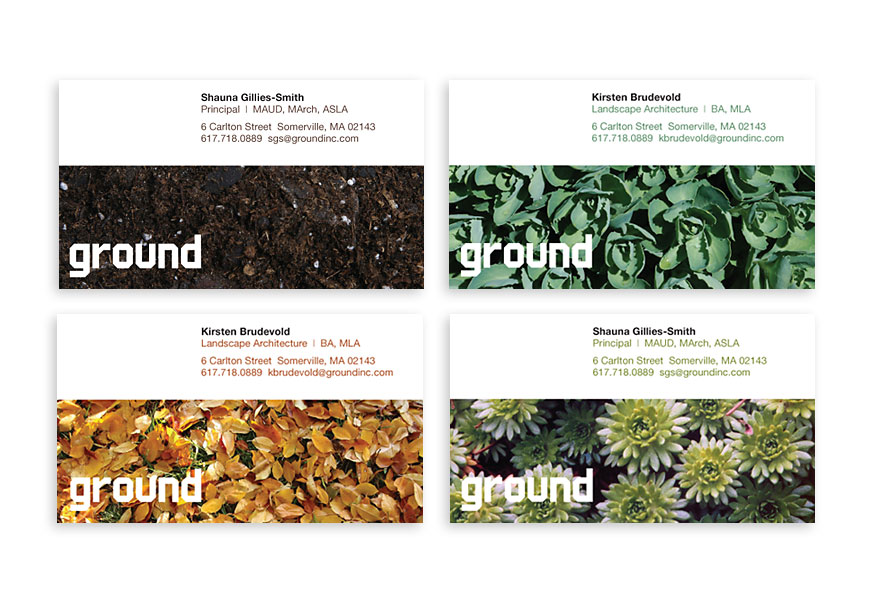 Shauna Gillies-Smith
Principal | MAUD, MArch, ASLA
6 Carlton Street Somerville, MA 02143
617.718.0889 sgs@groundinc.com
ground
Kirsten Brudevold
Landscape Architecture | BA, MLA
6 Carlton Street Somerville, MA 02143
617.718.0889 kbrudevold@groundinc.com
ground
Kirsten Brudevold
Landscape Architecture | BA, MLA
6 Carlton Street Somerville, MA 02143
617.718.0889 kbrudevold@groundinc.com
ground
Shauna Gillies-Smith
Principal | MAUD, MArch, ASLA
6 Carlton Street Somerville, MA 02143
617.718.0889 sgs@groundinc.com
ground